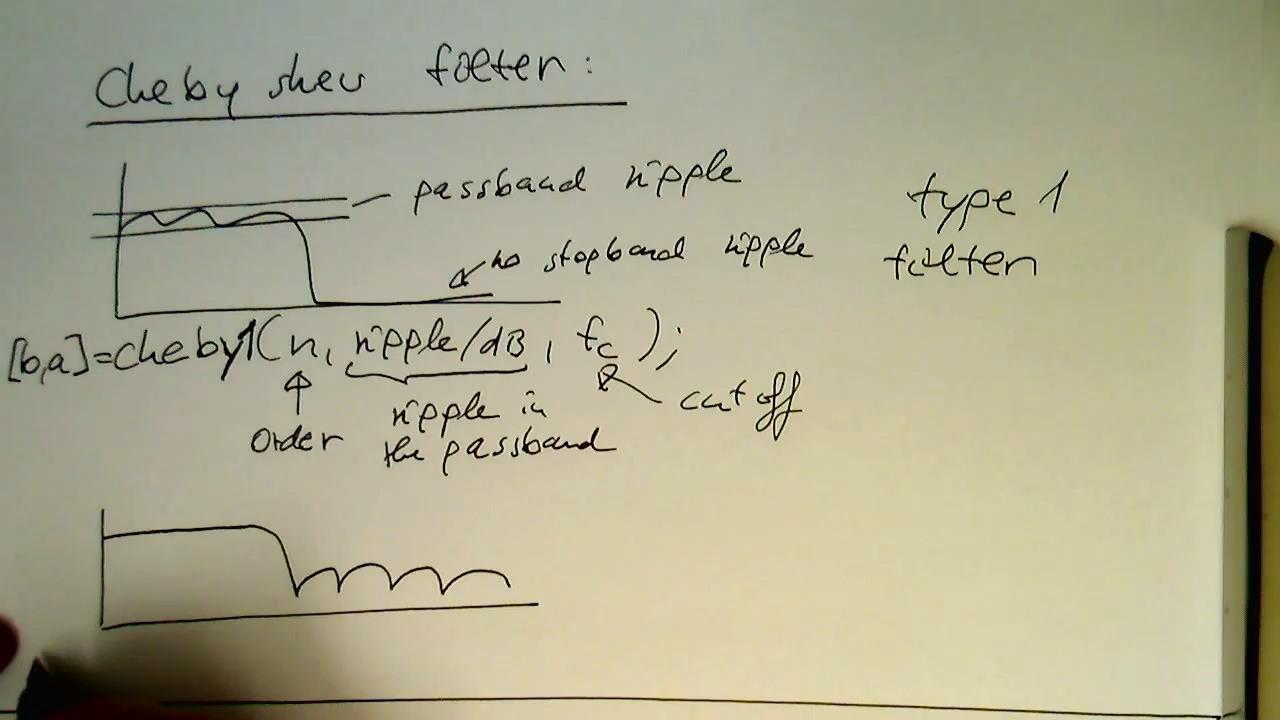 Chebyshev filter:
passband ripple
no stopband ripple
type 1
filter
[b,a]=cheby1(n, ripple/dB, fc);
order
ripple in
the passband
cutoff